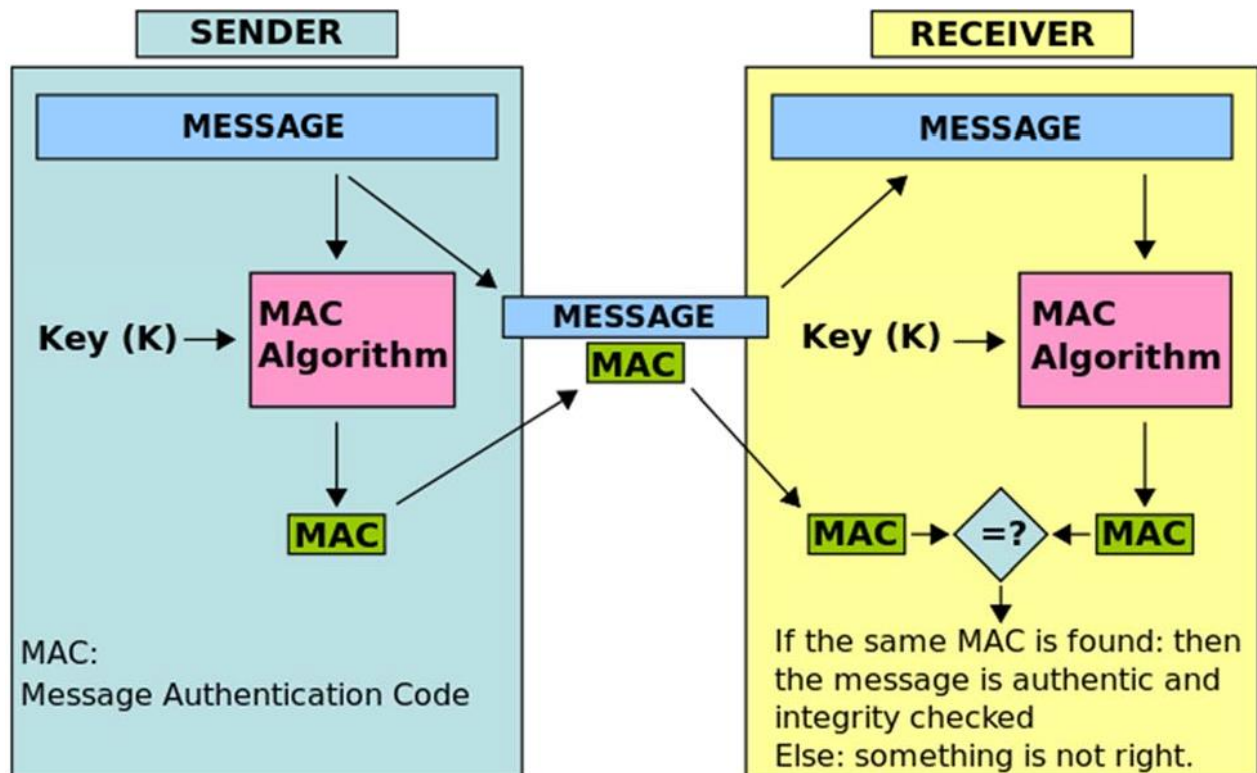 SENDER
MESSAGE
Key (K)
MAC
Algorithm
MAC
MAC:
Message Authentication Code
MESSAGE
MAC
RECEIVER
MESSAGE
Key (K)
MAC
Algorithm
MAC
=?
MAC
If the same MAC is found: then
the message is authentic and
integrity checked
Else: something is not right.